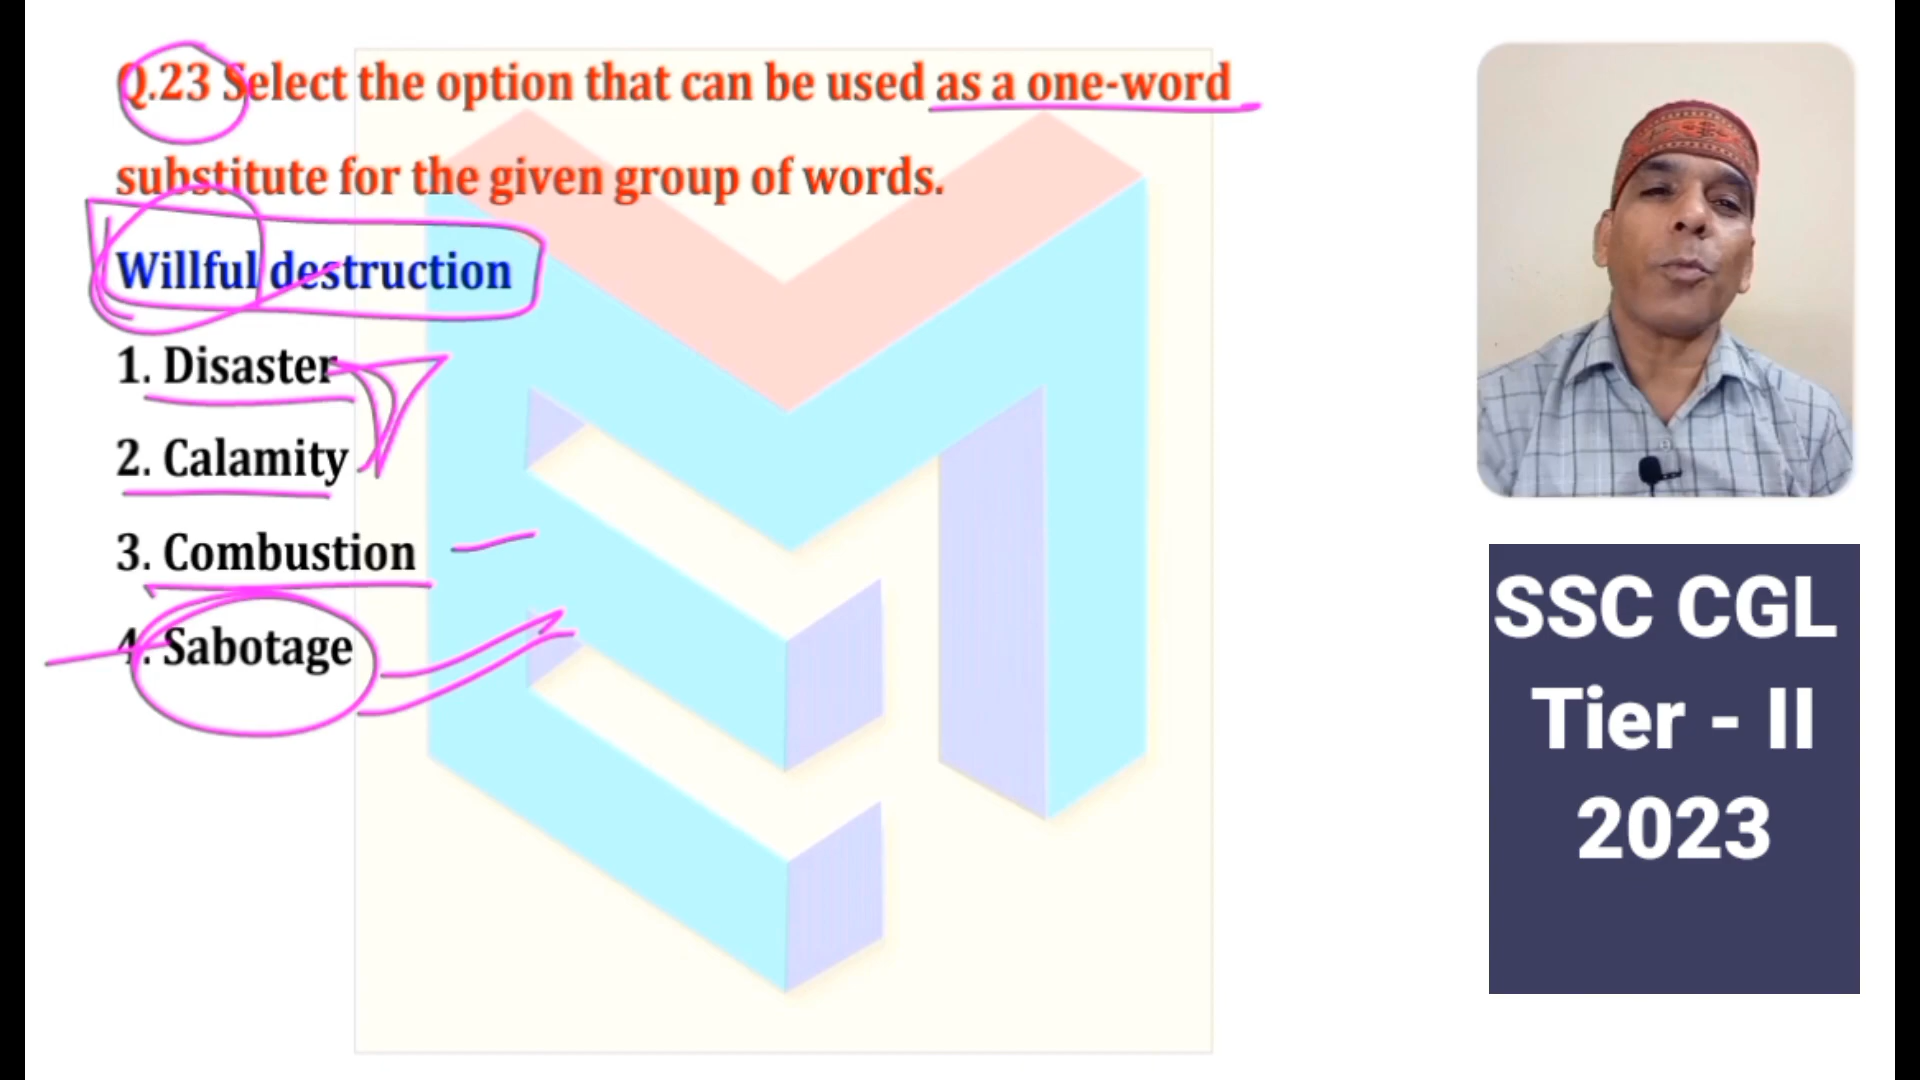 Q.23 Select the option that can be used as a one-word
substitute for the given group of words.
Willful destruction
1. Disaster
2. Calamity
3. Combustion
4. Sabotage
SSC CGL
Tier - II
2023